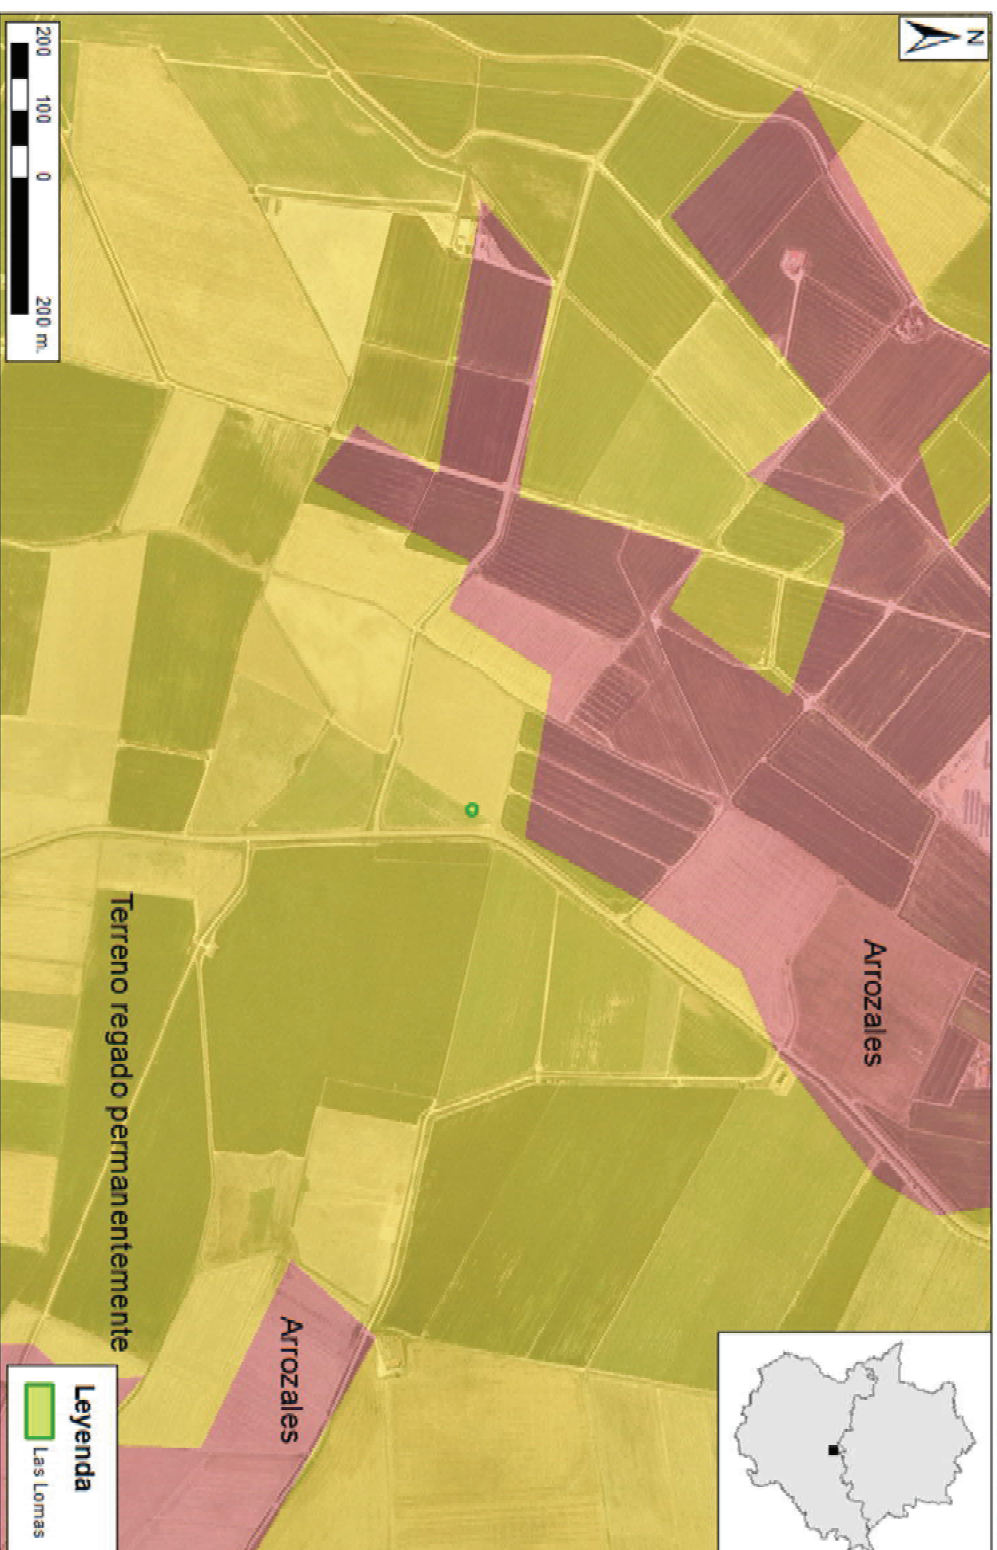 N
Arrozales
Terreno regado permanentemente
Arrozales
200 100 0 200 m.
Leyenda
Las Lomas